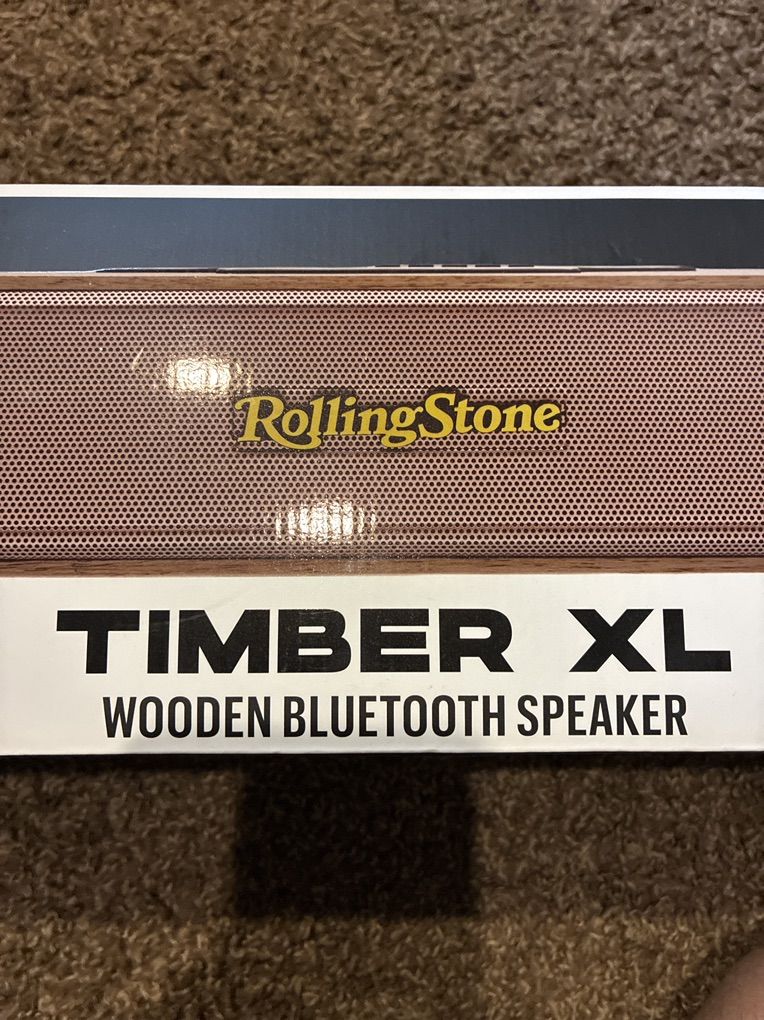 RollingStone
TIMBER XL
WOODEN BLUETOOTH SPEAKER